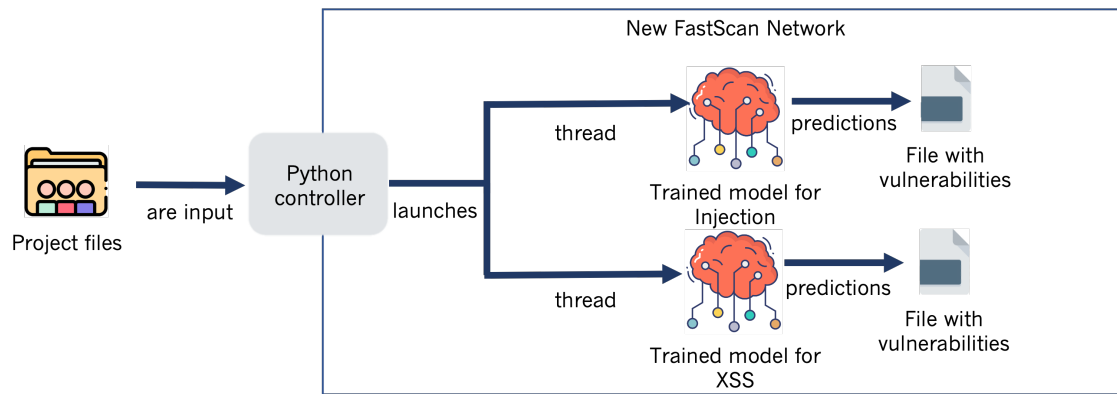 New FastScan Network
Project files
are input
Python
controller
launches
thread
Trained model for
Injection
predictions
File with
vulnerabilities
thread
Trained model for
XSS
predictions
File with
vulnerabilities